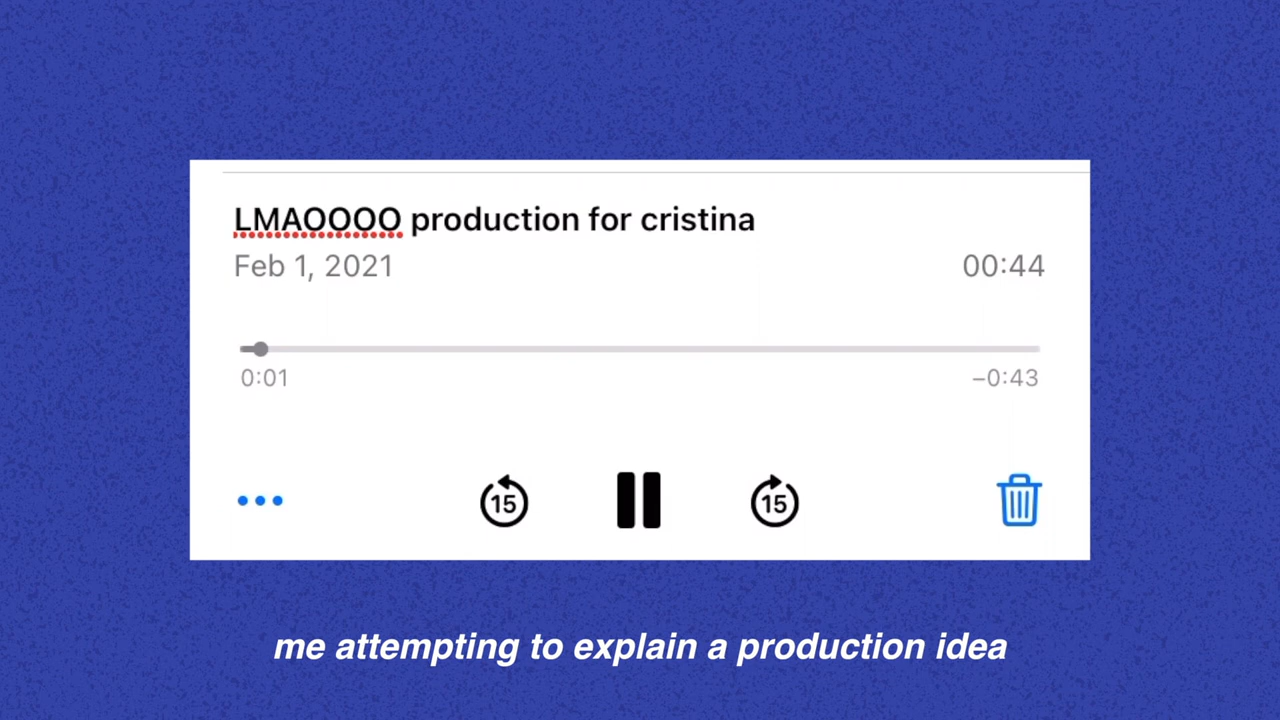 LMAOOOO production for cristina
Feb 1, 2021 00:44
0:01 −0:43
15 15
me attempting to explain a production idea